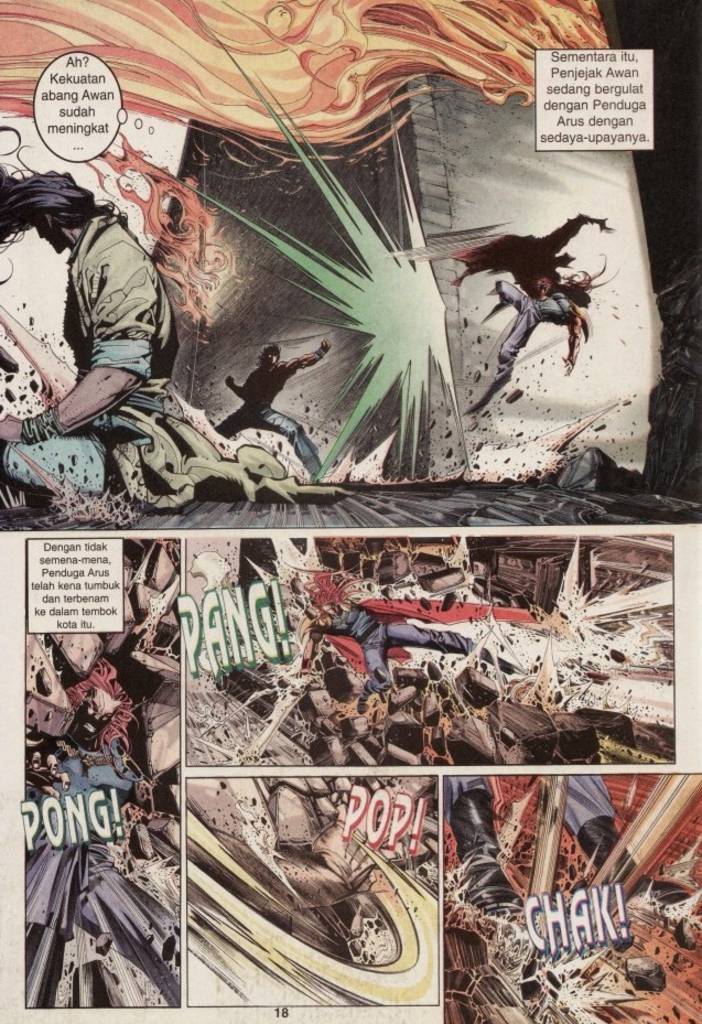 Ah?
Kekuatan
abang Awan
sudah
meningkat
...
Sementara itu,
Penjejak Awan
sedang bergulat
dengan Penduga
Arus dengan
sedaya-upayanya.
Dengan tidak
semena-mena,
Penduga Arus
telah kena tumbuk
dan terbenam
ke dalam tembok
kota itu.
PANG!
PONG!
POP!
CHAK!
18